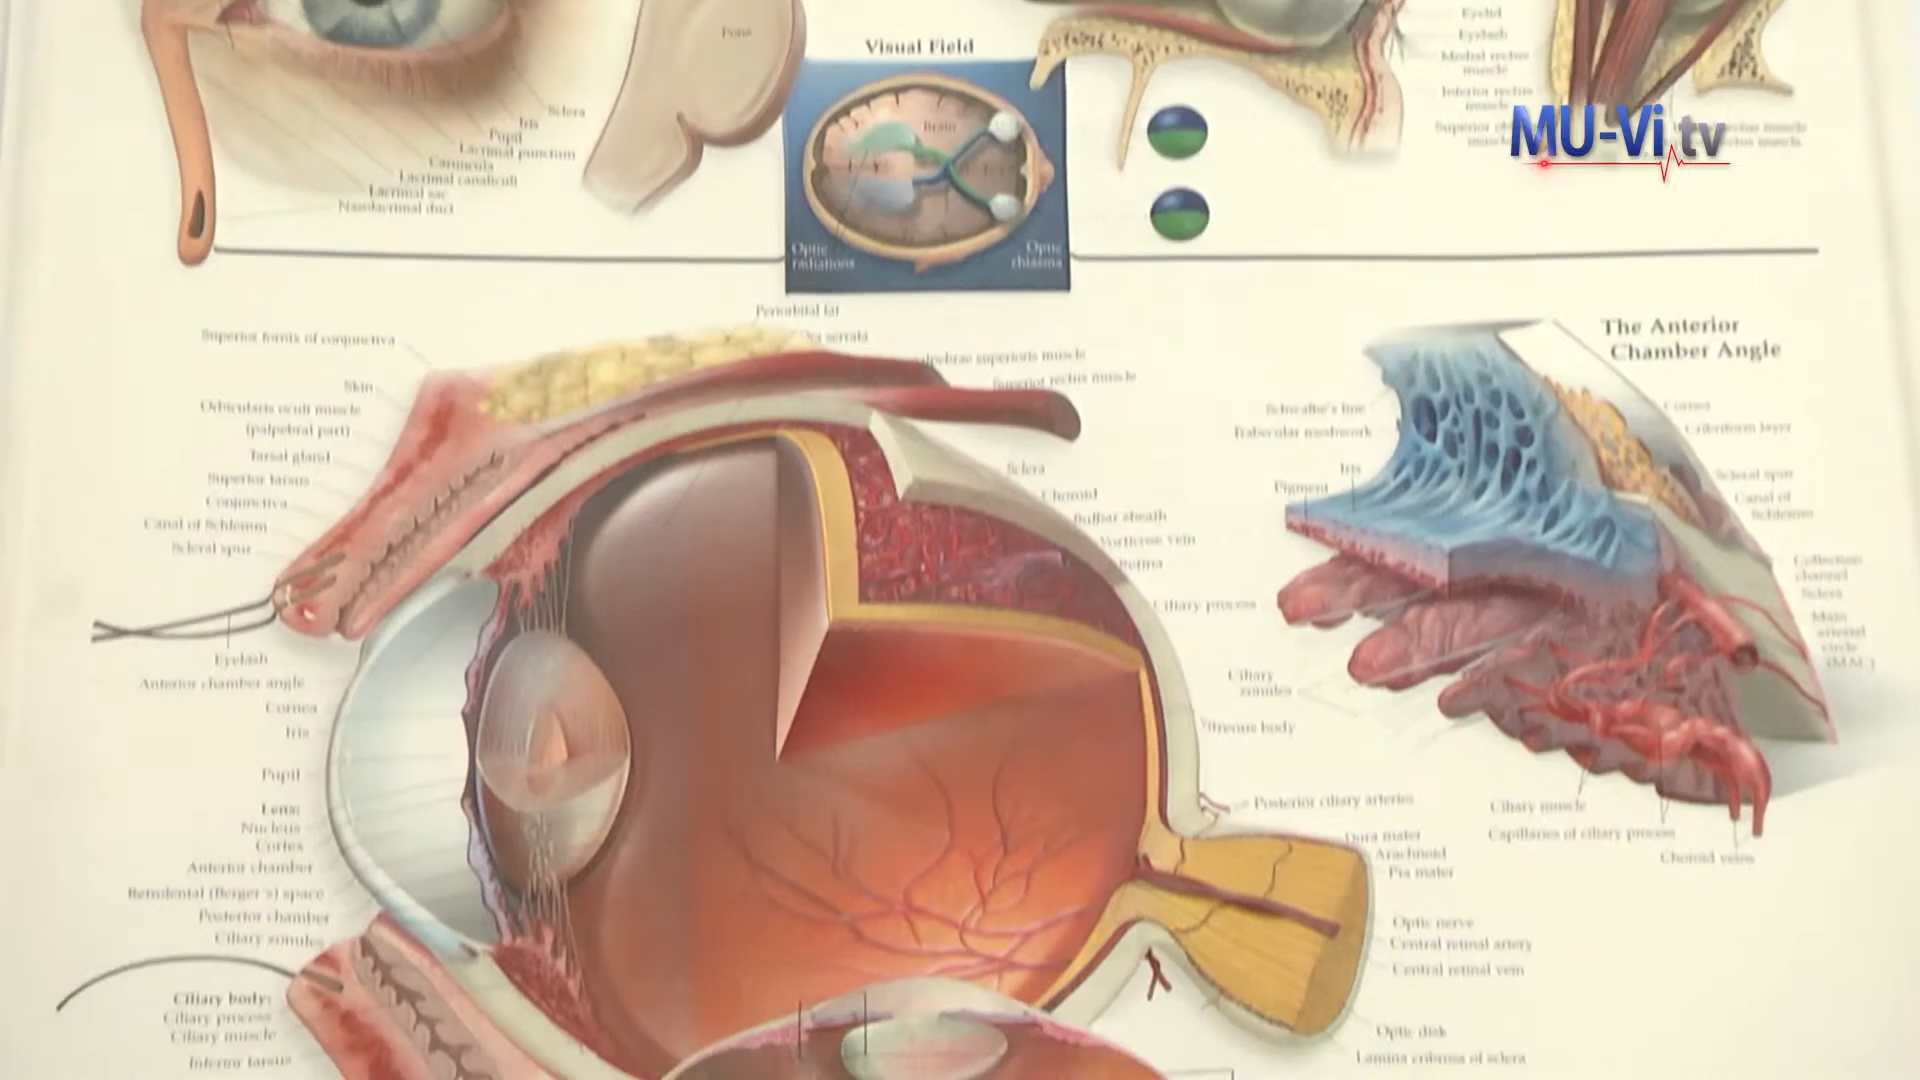 Pons
Visual Field
Brain
Optic
radiations
Optic
chiasma
Eyelid
Eyelash
Medial rectus
muscle
Inferior rectus
muscle
MU-Vi tv
Sclera
Iris
Pupil
Lacrimal punctum
Caruncula
Lacrimal canaliculi
Lacrimal sac
Nasolacrimal duct
Periorbital fat
Ora serrata
palpebrae superioris muscle
Superior rectus muscle
Superior fornix of conjunctiva
Skin
Orbicularis oculi muscle
(palpebral part)
Tarsal gland
Superior tarsus
Conjunctiva
Canal of Schlemm
Scleral spur
Eyelash
Anterior chamber angle
Cornea
Iris
Pupil
Lens:
Nucleus
Cortex
Anterior chamber
Retrolental (Berger's) space
Posterior chamber
Ciliary zonules
Ciliary body:
Ciliary process
Ciliary muscle
Inferior tarsus
Sclera
Choroid
Bulbar sheath
Vorticose vein
Retina
Ciliary process
Vitreous body
Posterior ciliary arteries
Dura mater
Arachnoid
Pia mater
Optic nerve
Central retinal artery
Central retinal vein
Optic disk
Lamina cribrosa of sclera
The Anterior
Chamber Angle
Schwalbe's line
Trabecular meshwork
Iris
Pigment
Cornea
Cribriform layer
Scleral spur
Canal of
Schlemm
Collection
channel
Sclera
Main
arterial
circle
(MAC)
Ciliary
zonules
Ciliary muscle
Capillaries of ciliary process
Choroid veins